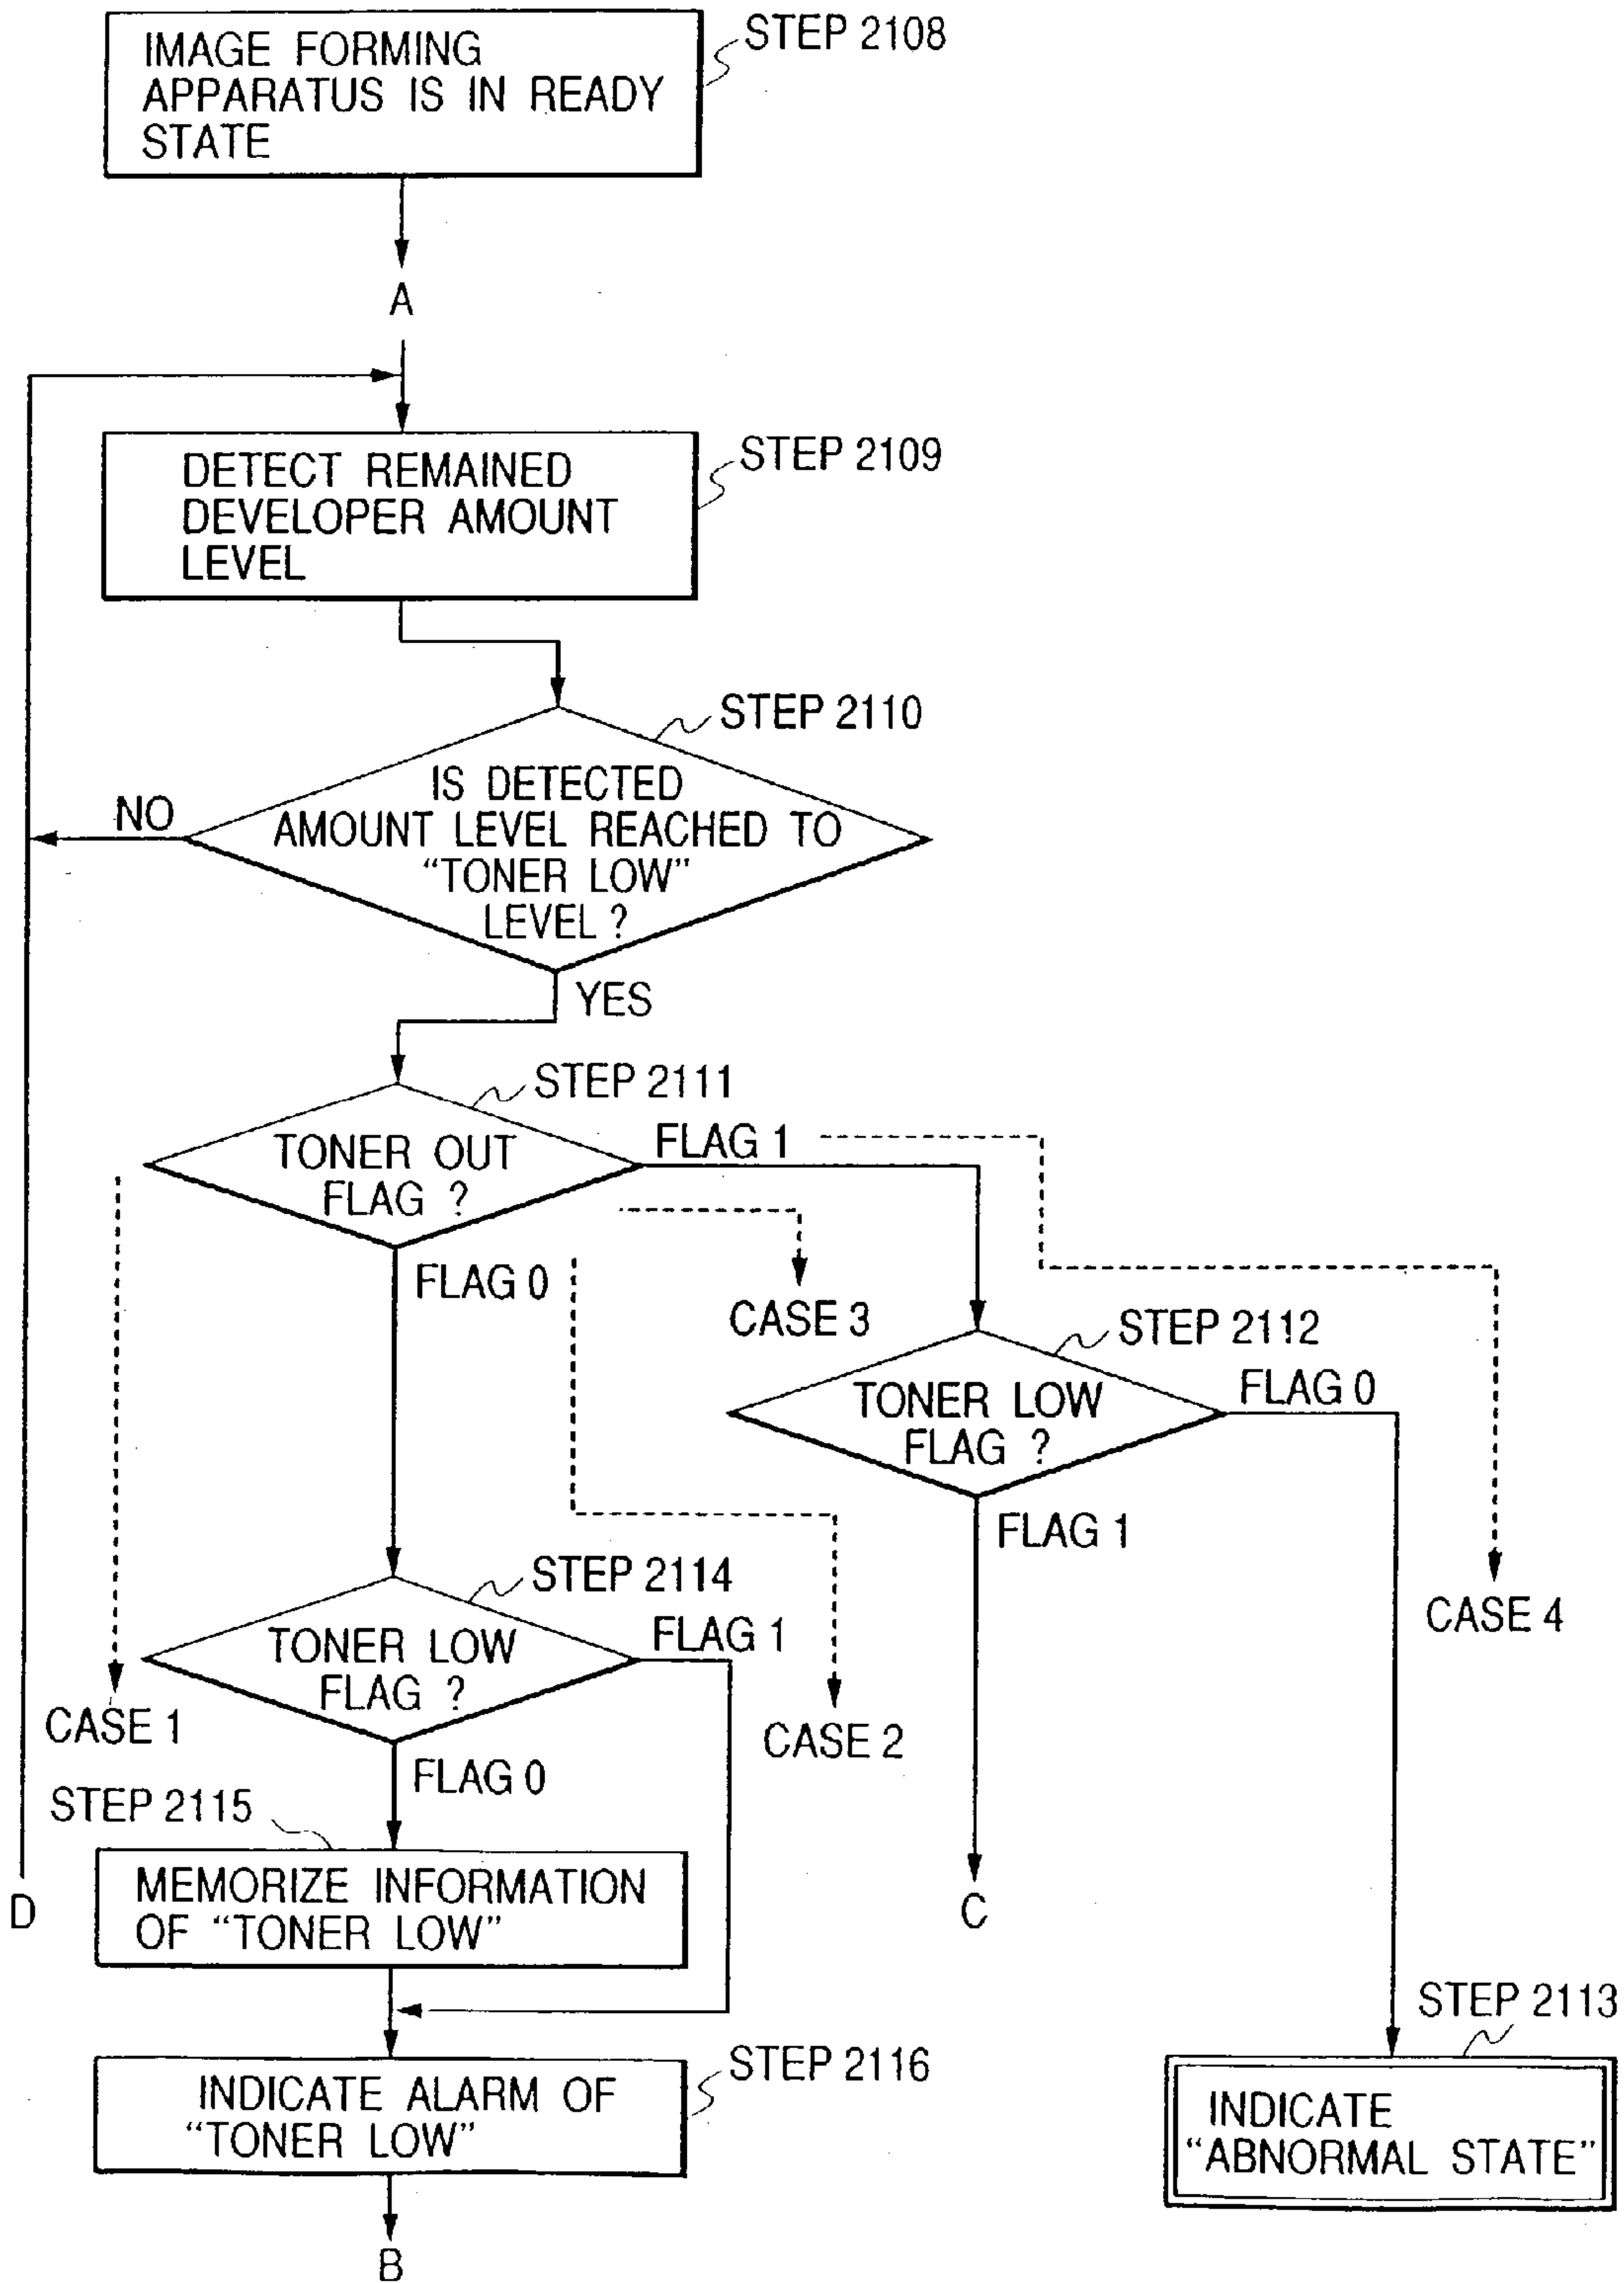 IMAGE FORMING
APPARATUS IS IN READY
STATE
STEP 2108
A
DETECT REMAINED
DEVELOPER AMOUNT
LEVEL
STEP 2109
STEP 2110
IS DETECTED
AMOUNT LEVEL REACHED TO
“TONER LOW”
LEVEL ?
NO
YES
STEP 2111
TONER OUT
FLAG ?
FLAG 1
FLAG 0
CASE 3
STEP 2112
TONER LOW
FLAG ?
FLAG 0
FLAG 1
CASE 4
STEP 2114
TONER LOW
FLAG ?
FLAG 1
CASE 1
CASE 2
FLAG 0
STEP 2115
MEMORIZE INFORMATION
OF “TONER LOW”
D
C
STEP 2113
INDICATE
“ABNORMAL STATE”
STEP 2116
INDICATE ALARM OF
“TONER LOW”
B